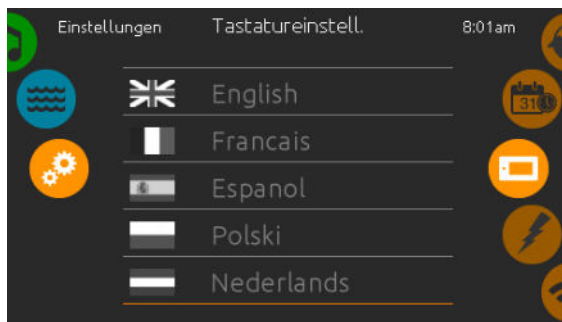 Einstellungen Tastatureinstell. 8:01am
English
31
Francais
Espanol
Polski
Nederlands